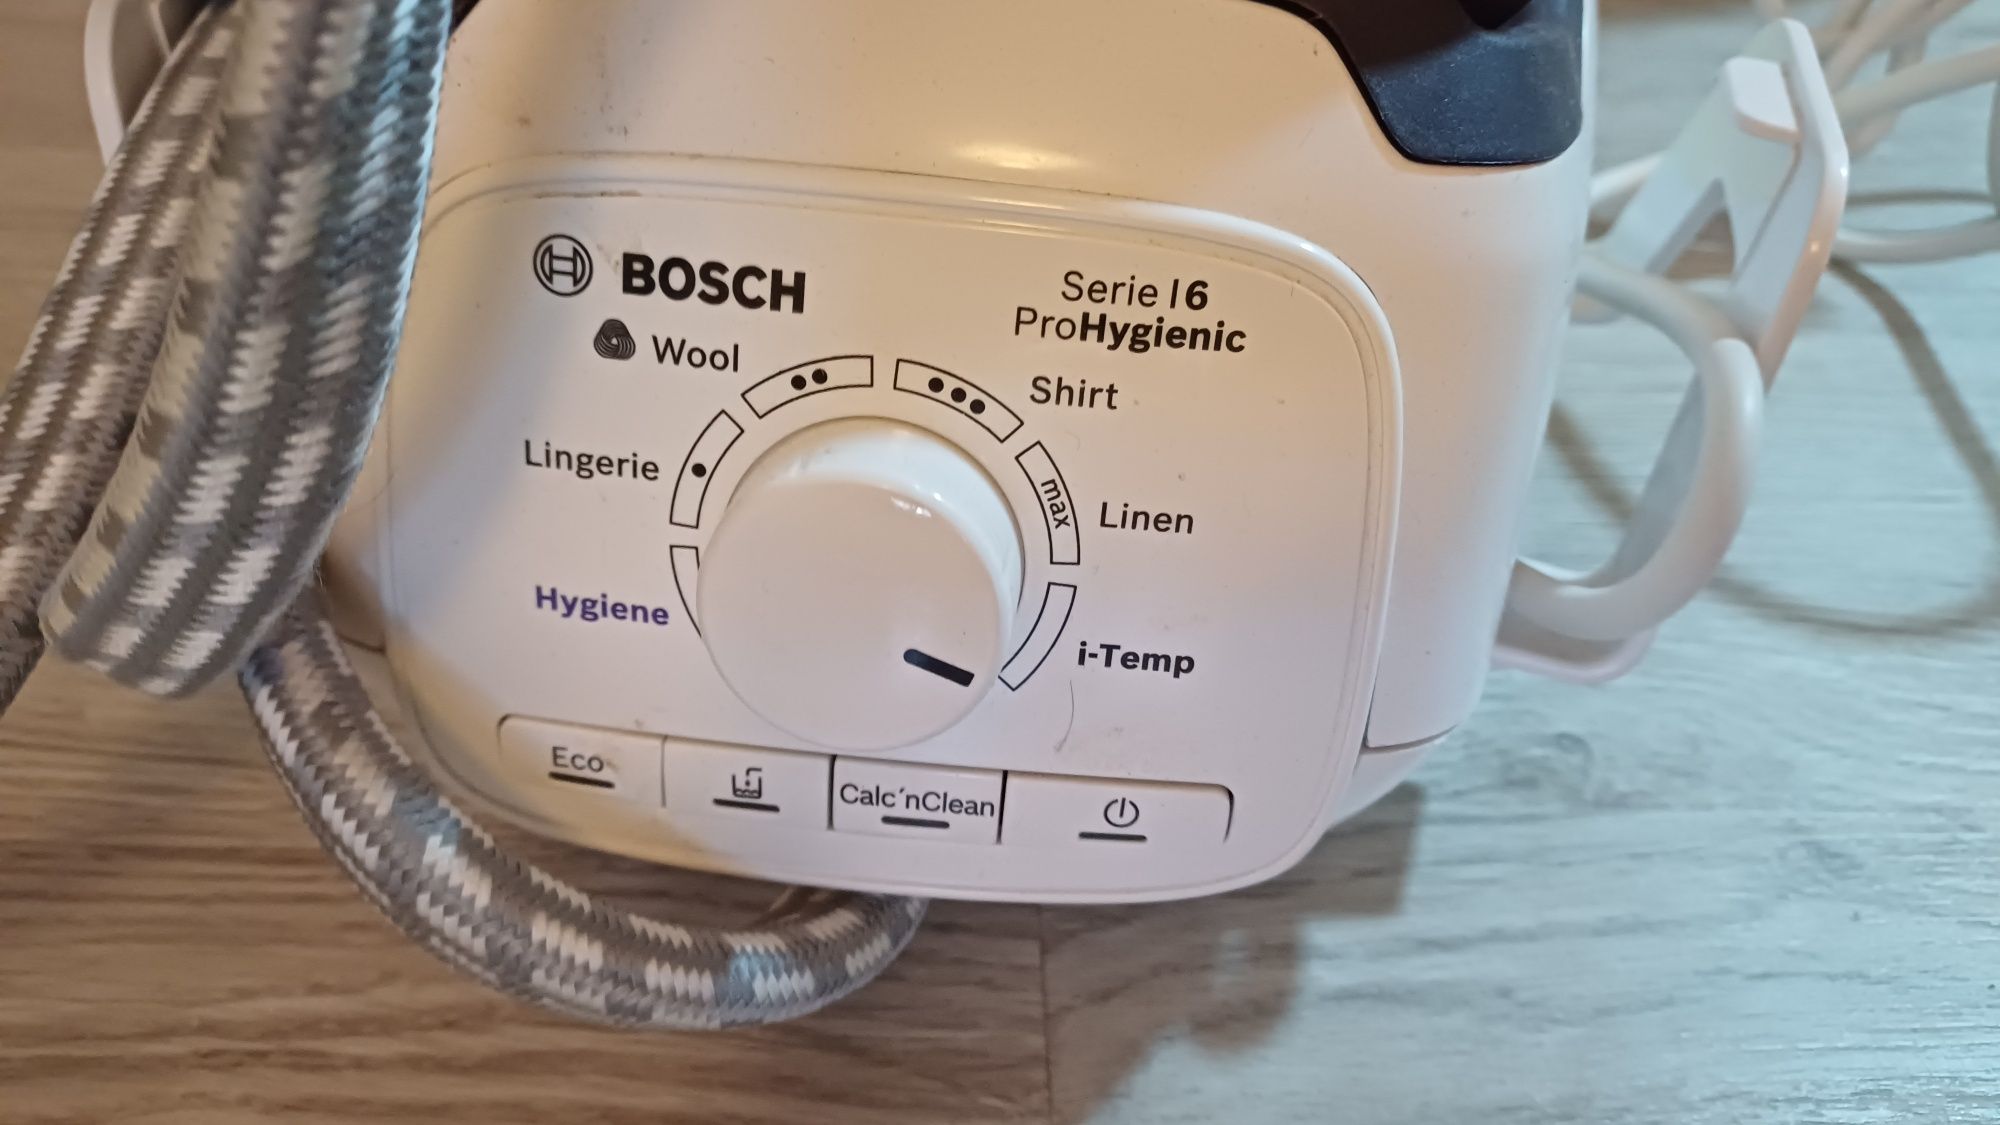 BOSCH
Serie | 6
ProHygienic
Wool
Shirt
Lingerie
max
Linen
Hygiene
i-Temp
Eco
Calc'nClean